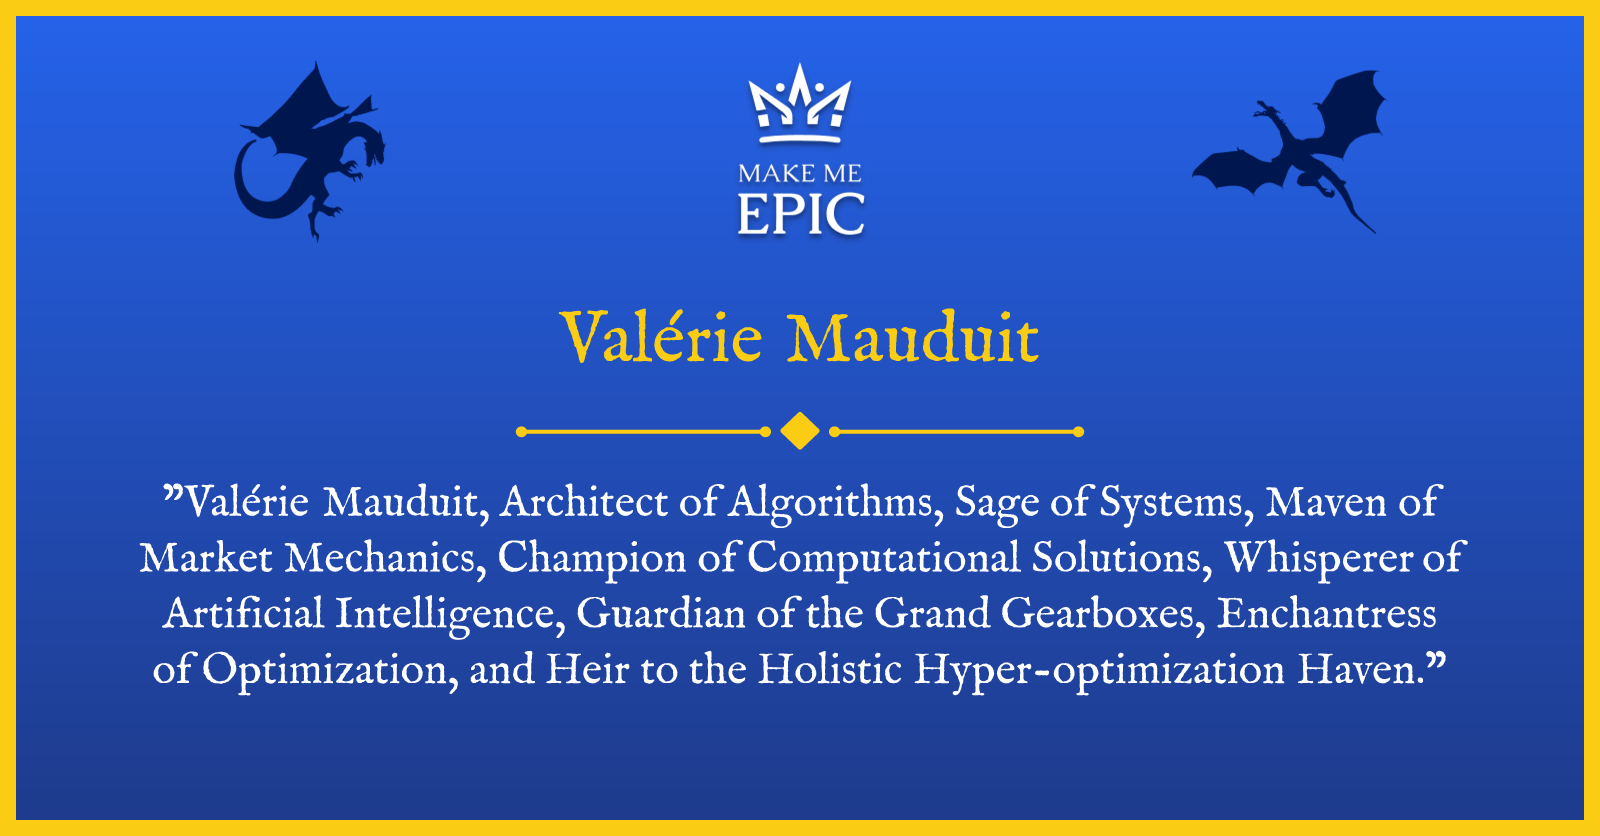 MAKE ME
EPIC
Valérie Mauduit
”Valérie Mauduit, Architect of Algorithms, Sage of Systems, Maven of
Market Mechanics, Champion of Computational Solutions, Whisperer of
Artificial Intelligence, Guardian of the Grand Gearboxes, Enchantress
of Optimization, and Heir to the Holistic Hyper-optimization Haven.”